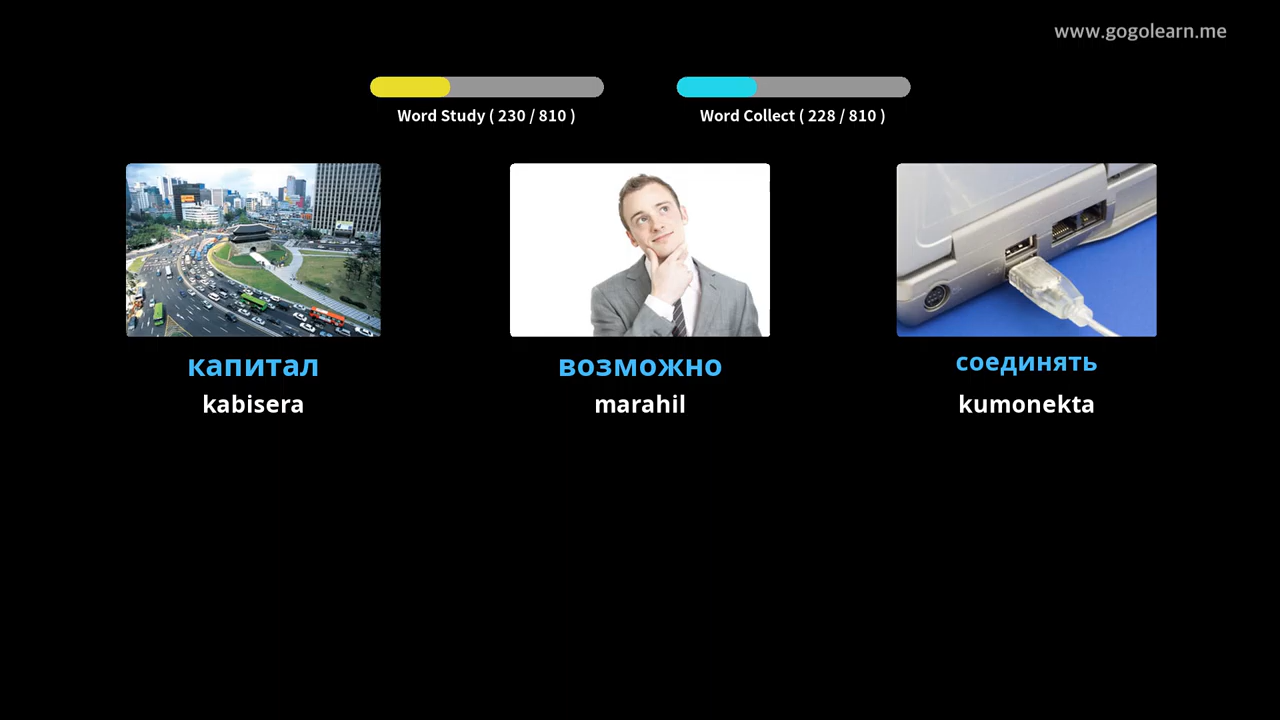 www.gogolearn.me
Word Study ( 230 / 810 )
Word Collect ( 228 / 810 )
капитал
kabisera
возможно
marahil
соединять
kumonekta